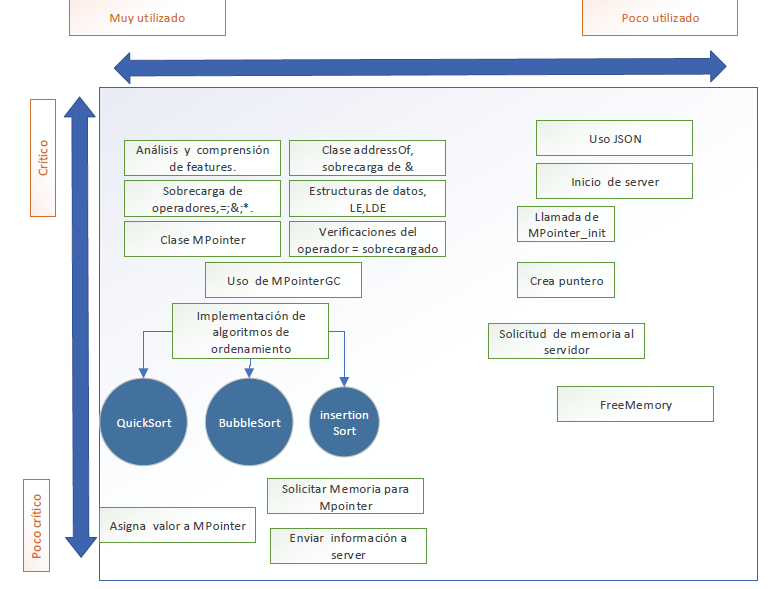 Muy utilizado
Poco utilizado
Crítico
Análisis y comprensión
de features.
Clase addressOf,
sobrecarga de &
Uso JSON
Sobrecarga de
operadores,=;&;*.
Estructuras de datos,
LE,LDE
Inicio de server
Clase MPointer
Verificaciones del
operador = sobrecargado
Llamada de
MPointer_init
Uso de MPointerGC
Crea puntero
Implementación de
algoritmos de
ordenamiento
Solicitud de memoria al
servidor
QuickSort
BubbleSort
insertion
Sort
FreeMemory
Poco crítico
Solicitar Memoria para
Mpointer
Asigna valor a MPointer
Enviar información a
server